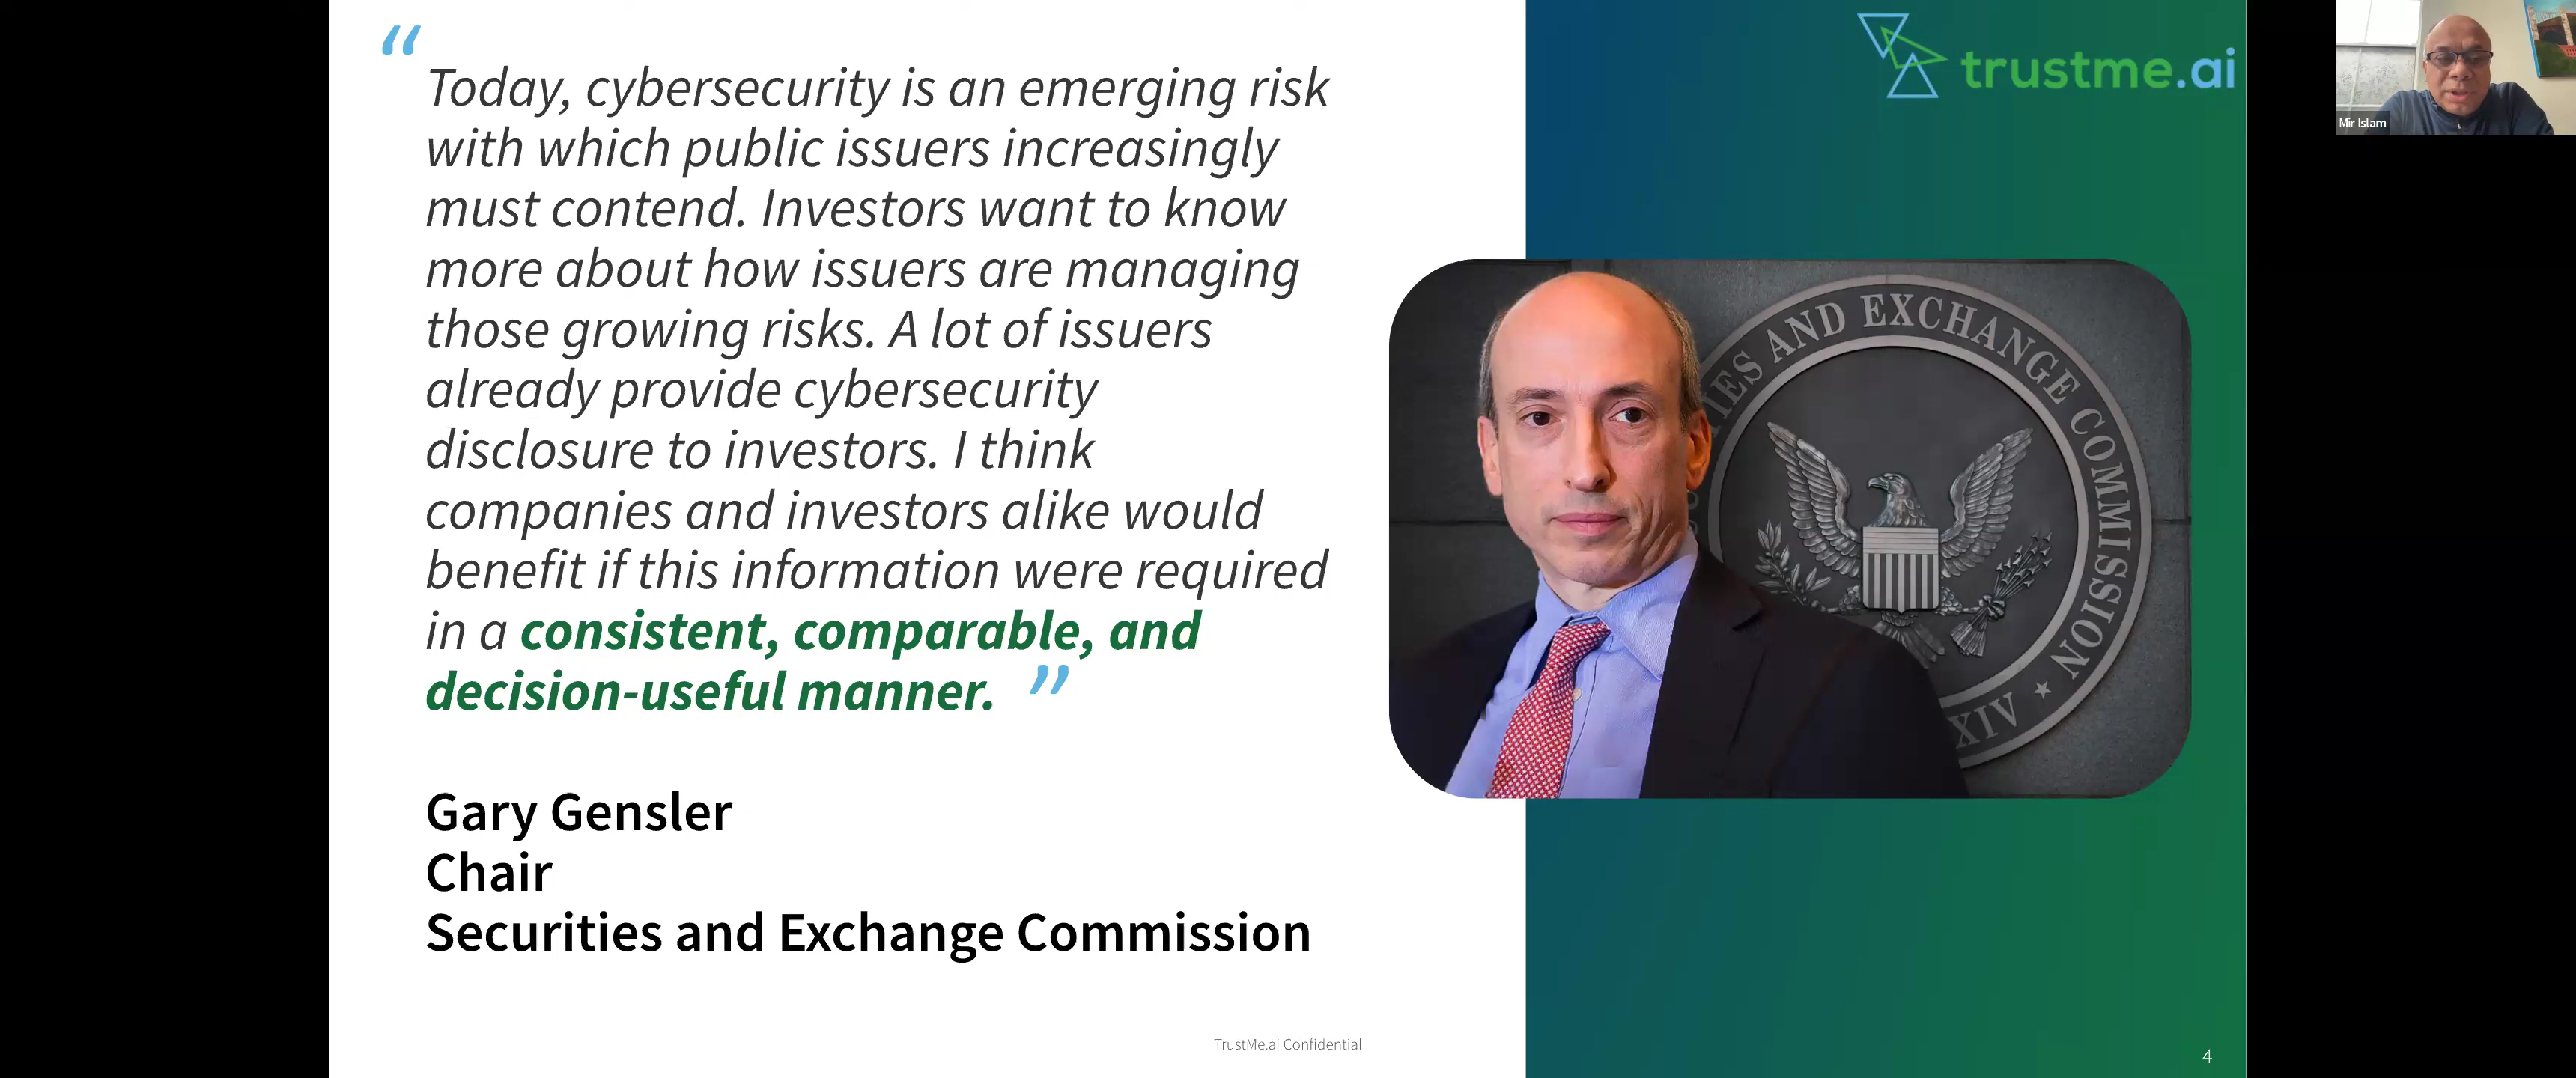 “
Today, cybersecurity is an emerging risk
with which public issuers increasingly
must contend. Investors want to know
more about how issuers are managing
those growing risks. A lot of issuers
already provide cybersecurity
disclosure to investors. I think
companies and investors alike would
benefit if this information were required
in a consistent, comparable, and
decision-useful manner. ”
Gary Gensler
Chair
Securities and Exchange Commission
TrustMe.ai Confidential
trustme.ai
IES AND EXCHANGE COMMISSION
XIV
4
Mir Islam